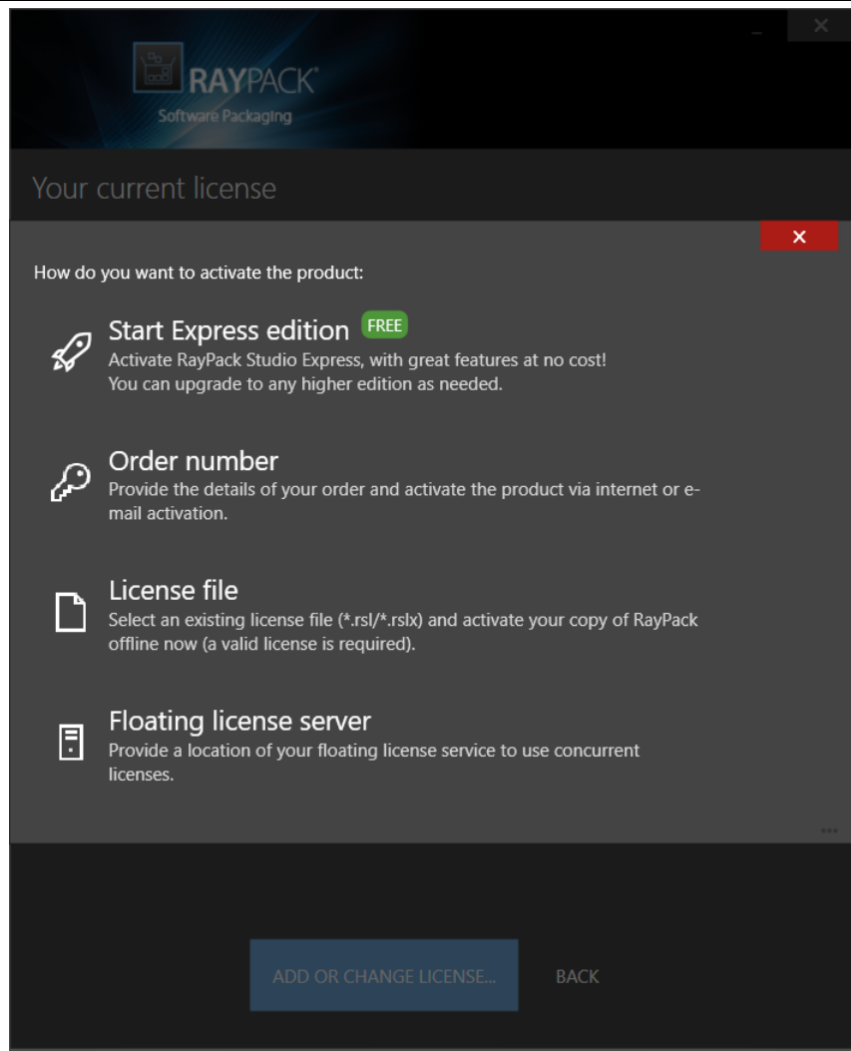 RAYPACK
Software Packaging
Your current license
How do you want to activate the product:
Start Express edition FREE
Activate RayPack Studio Express, with great features at no cost!
You can upgrade to any higher edition as needed.
Order number
Provide the details of your order and activate the product via internet or e-
mail activation.
License file
Select an existing license file (*.rsl/*.rslx) and activate your copy of RayPack
offline now (a valid license is required).
Floating license server
Provide a location of your floating license service to use concurrent
licenses.
ADD OR CHANGE LICENSE... BACK